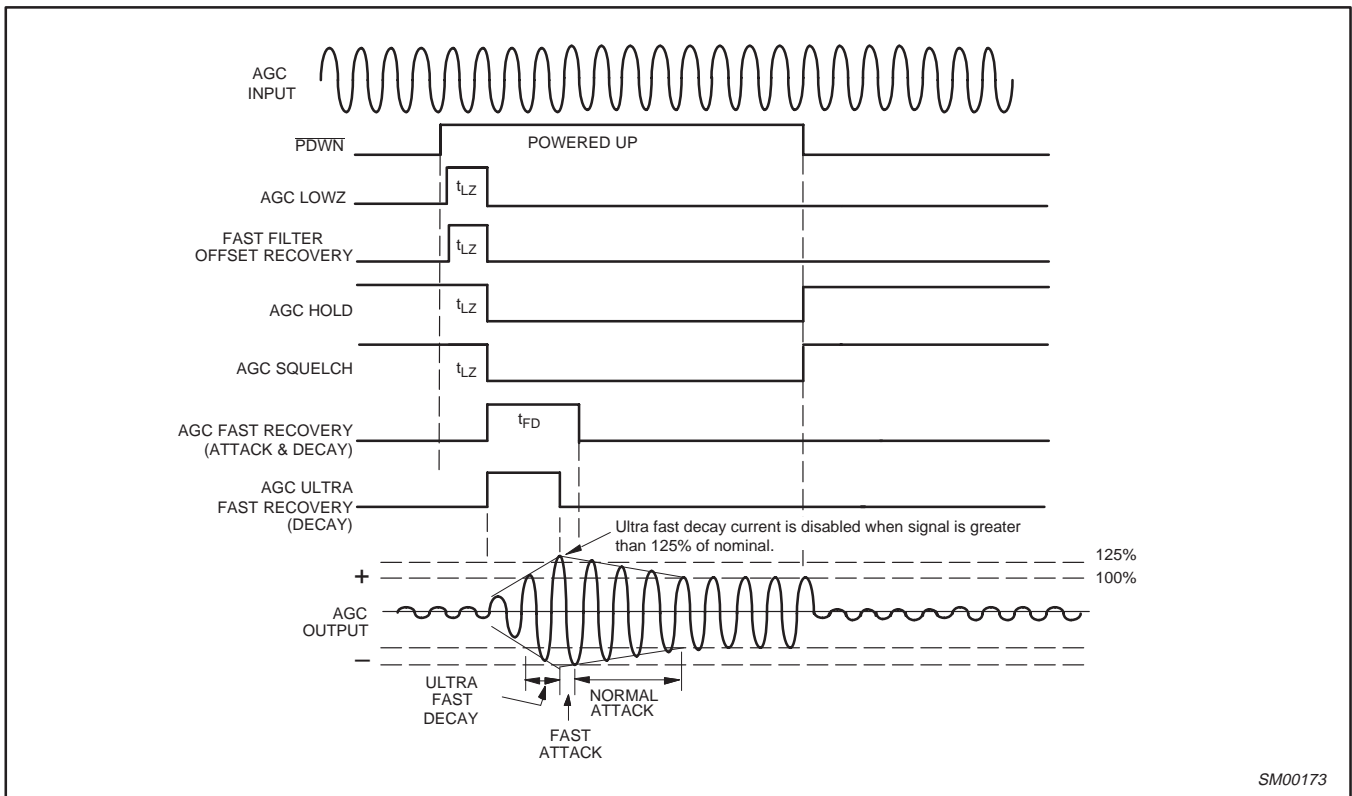 AGC
INPUT
PDWN
POWERED UP
AGC LOWZ
tLZ
FAST FILTER
OFFSET RECOVERY
tLZ
AGC HOLD
tLZ
AGC SQUELCH
tLZ
AGC FAST RECOVERY
(ATTACK & DECAY)
tFD
AGC ULTRA
FAST RECOVERY
(DECAY)
Ultra fast decay current is disabled when signal is greater
than 125% of nominal.
125%
100%
+
AGC
OUTPUT
–
ULTRA
FAST
DECAY
FAST
ATTACK
NORMAL
ATTACK
SM00173